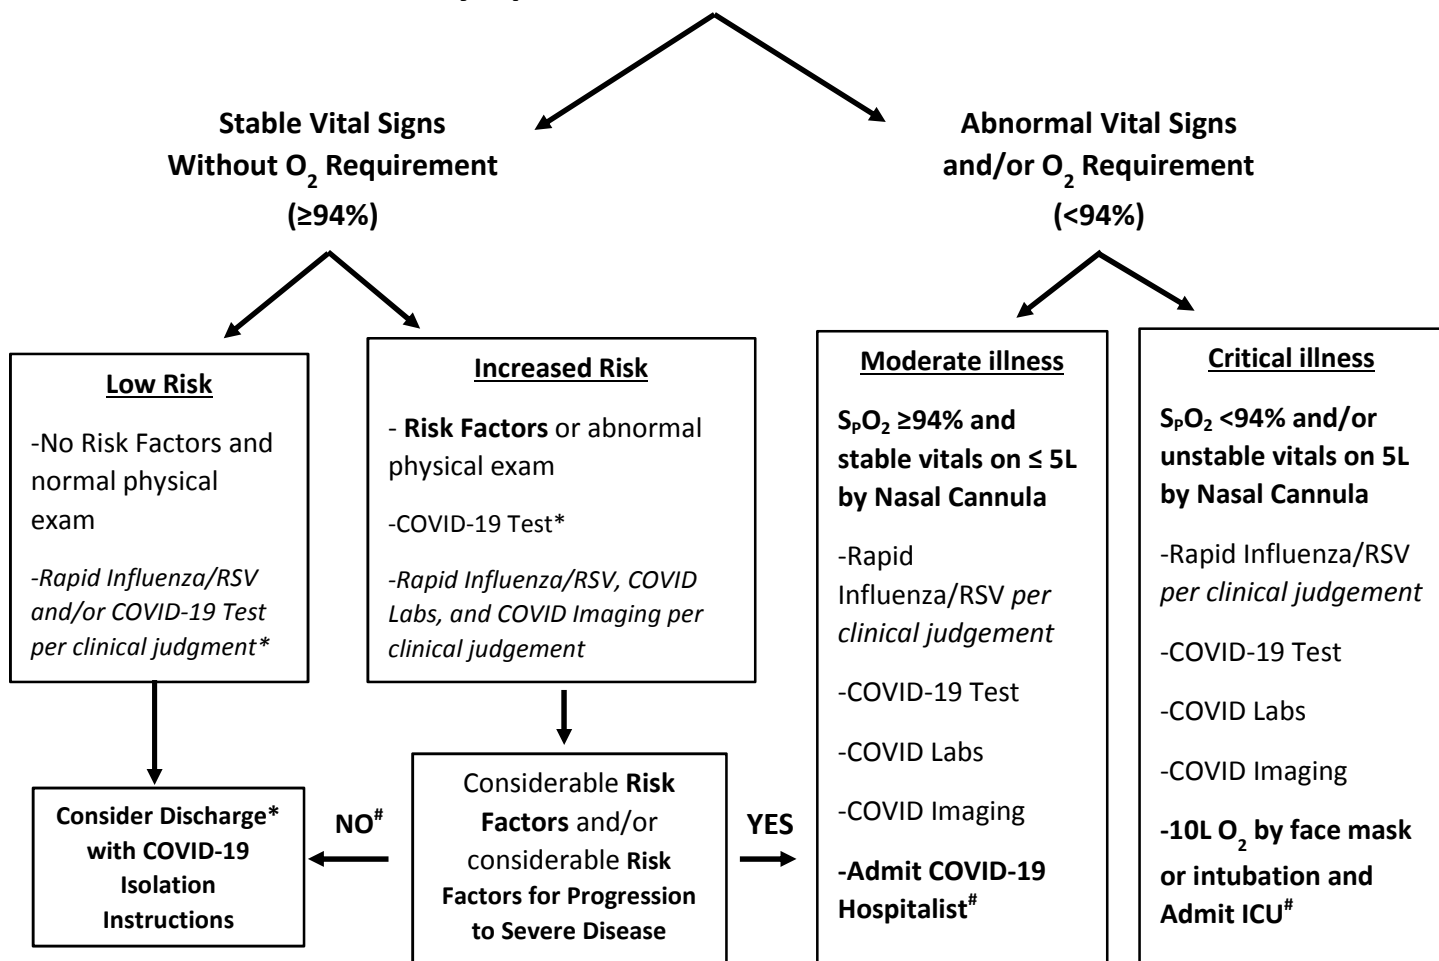 Stable Vital Signs
Without O₂ Requirement
(≥94%)
Abnormal Vital Signs
and/or O₂ Requirement
(<94%)
Low Risk
-No Risk Factors and
normal physical
exam
-Rapid Influenza/RSV
and/or COVID-19 Test
per clinical judgment*
Increased Risk
- Risk Factors or abnormal
physical exam
-COVID-19 Test*
-Rapid Influenza/RSV, COVID
Labs, and COVID Imaging per
clinical judgement
Moderate illness
SₚO₂ ≥94% and
stable vitals on ≤ 5L
by Nasal Cannula
-Rapid
Influenza/RSV per
clinical judgement
-COVID-19 Test
-COVID Labs
-COVID Imaging
-Admit COVID-19
Hospitalist#
Critical illness
SₚO₂ <94% and/or
unstable vitals on 5L
by Nasal Cannula
-Rapid Influenza/RSV
per clinical judgement
-COVID-19 Test
-COVID Labs
-COVID Imaging
-10L O₂ by face mask
or intubation and
Admit ICU#
Consider Discharge*
with COVID-19
Isolation
Instructions
NO#
Considerable Risk
Factors and/or
considerable Risk
Factors for Progression
to Severe Disease
YES